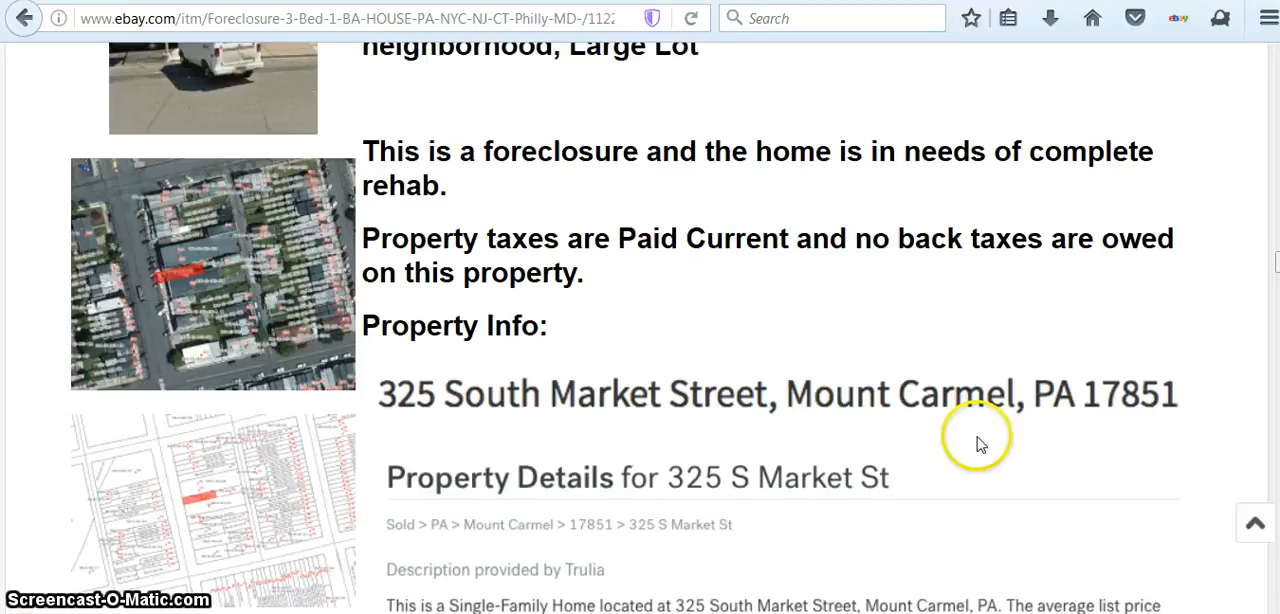 www.ebay.com/itm/Foreclosure-3-Bed-1-BA-HOUSE-PA-NYC-NJ-CT-Philly-MD-/112
Search
ebay
neighborhood, Large Lot
This is a foreclosure and the home is in needs of complete
rehab.
Property taxes are Paid Current and no back taxes are owed
on this property.
Property Info:
325 South Market Street, Mount Carmel, PA 17851
Property Details for 325 S Market St
Sold > PA > Mount Carmel > 17851 > 325 S Market St
Description provided by Trulia
This is a Single-Family Home located at 325 South Market Street, Mount Carmel, PA. The average list price
Screencast-O-Matic.com